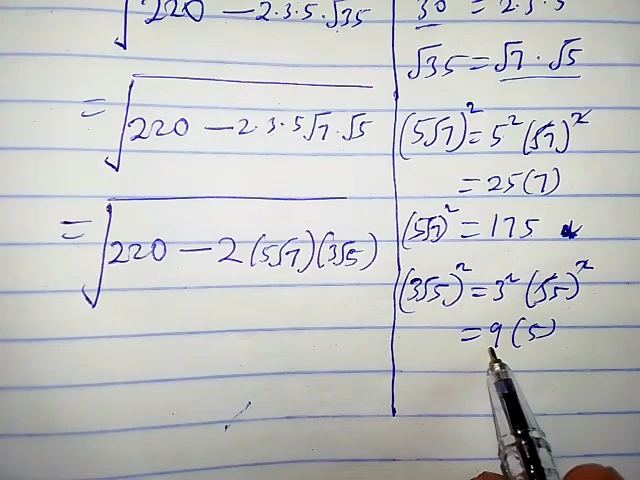 √220 – 2·3·5·√35
= √220 – 2·3·5√7·√5
= √220 – 2(5√7)(3√5)
30 = 2·3·5
√35 = √7·√5
(5√7)² = 5²(√7)²
= 25(7)
(5√7)² = 175
(3√5)² = 3²(√5)²
= 9(5)